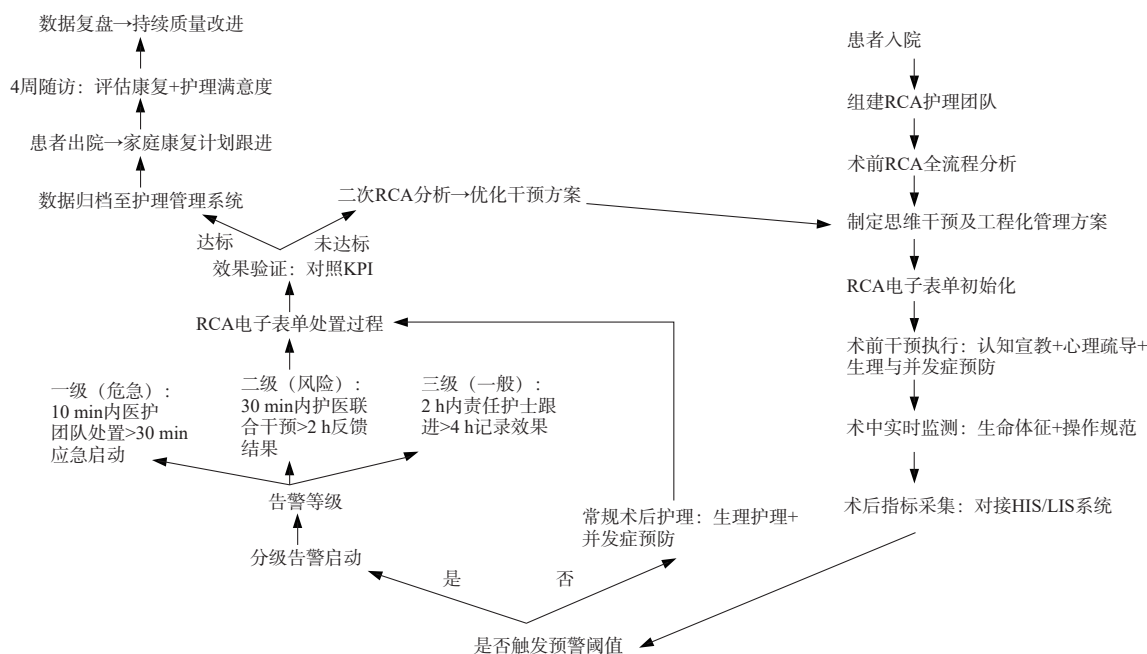 数据复盘→持续质量改进
4周随访：评估康复+护理满意度
患者出院→家庭康复计划跟进
数据归档至护理管理系统
二次RCA分析→优化干预方案
达标
未达标
效果验证：对照KPI
RCA电子表单处置过程
一级（危急）：
10 min内医护
团队处置>30 min
应急启动
二级（风险）：
30 min内护医联
合干预>2 h反馈
结果
三级（一般）：
2 h内责任护士跟
进>4 h记录效果
告警等级
分级告警启动
常规术后护理：生理护理+
并发症预防
是
否
是否触发预警阈值
患者入院
组建RCA护理团队
术前RCA全流程分析
制定思维干预及工程化管理方案
RCA电子表单初始化
术前干预执行：认知宣教+心理疏导+
生理与并发症预防
术中实时监测：生命体征+操作规范
术后指标采集：对接HIS/LIS系统